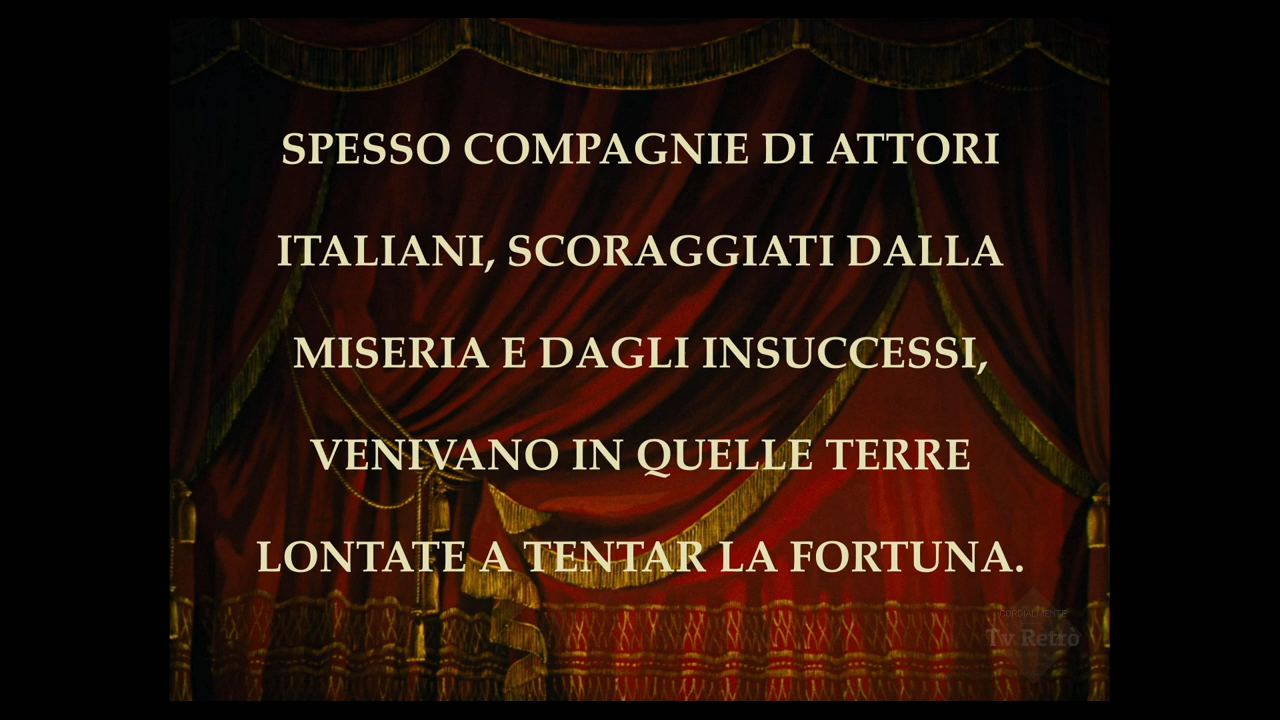 SPESSO COMPAGNIE DI ATTORI
ITALIANI, SCORAGGIATI DALLA
MISERIA E DAGLI INSUCCESSI,
VENIVANO IN QUELLE TERRE
LONTATE A TENTAR LA FORTUNA.
CORDIALMENTE
Tv Retrò